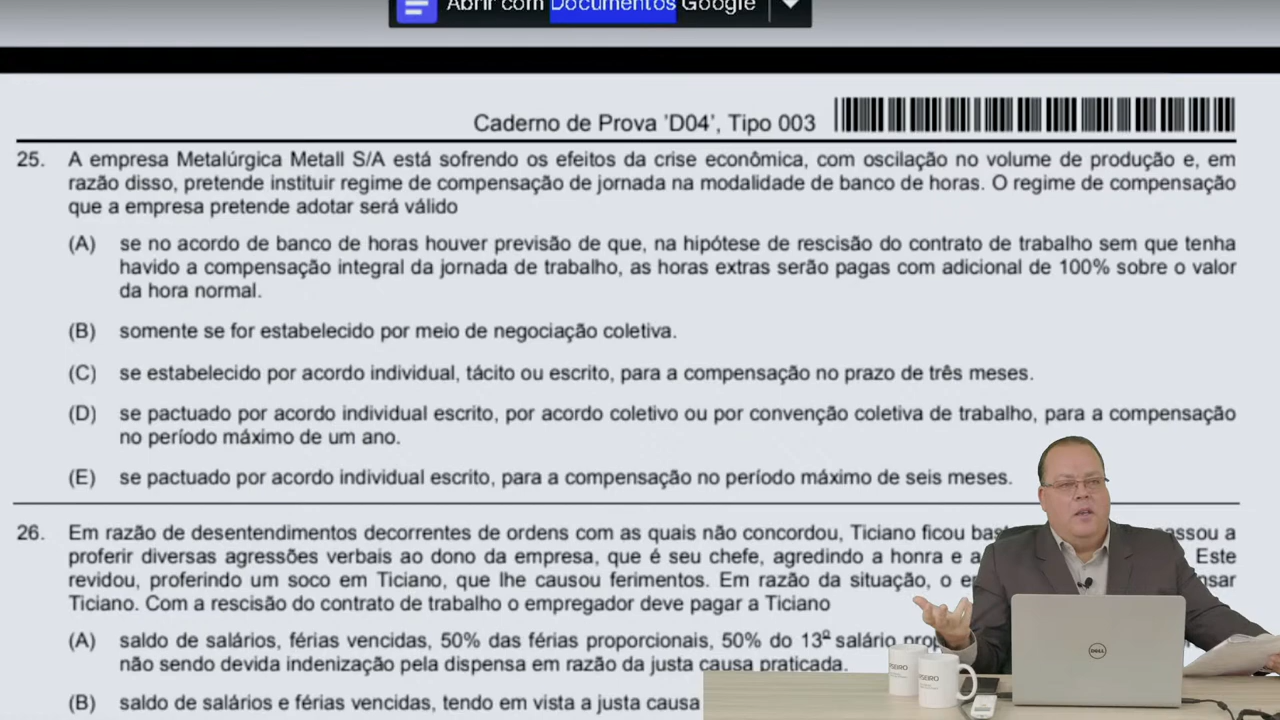 Abrir com Documentos Google
Caderno de Prova 'D04', Tipo 003
25. A empresa Metalúrgica Metall S/A está sofrendo os efeitos da crise econômica, com oscilação no volume de produção e, em
razão disso, pretende instituir regime de compensação de jornada na modalidade de banco de horas. O regime de compensação
que a empresa pretende adotar será válido
(A) se no acordo de banco de horas houver previsão de que, na hipótese de rescisão do contrato de trabalho sem que tenha
havido a compensação integral da jornada de trabalho, as horas extras serão pagas com adicional de 100% sobre o valor
da hora normal.
(B) somente se for estabelecido por meio de negociação coletiva.
(C) se estabelecido por acordo individual, tácito ou escrito, para a compensação no prazo de três meses.
(D) se pactuado por acordo individual escrito, por acordo coletivo ou por convenção coletiva de trabalho, para a compensação
no período máximo de um ano.
(E) se pactuado por acordo individual escrito, para a compensação no período máximo de seis meses.
26. Em razão de desentendimentos decorrentes de ordens com as quais não concordou, Ticiano ficou
proferir diversas agressões verbais ao dono da empresa, que é seu chefe, agredindo a honra e a Este
revidou, proferindo um soco em Ticiano, que lhe causou ferimentos. Em razão da situação, o
Ticiano. Com a rescisão do contrato de trabalho o empregador deve pagar a Ticiano
(A) saldo de salários, férias vencidas, 50% das férias proporcionais, 50% do 13º salário
não sendo devida indenização pela dispensa em razão da justa causa praticada.
(B) saldo de salários e férias vencidas, tendo em vista a justa causa
DELL